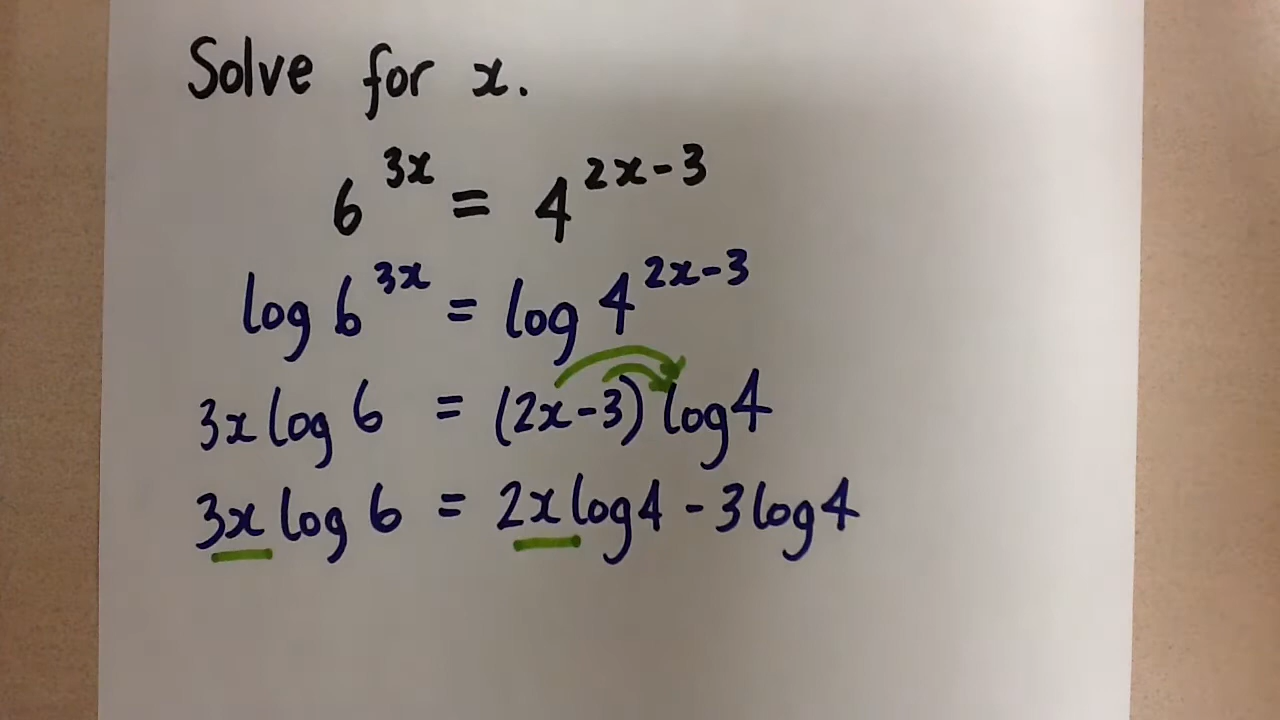 Solve for x.
6^{3x} = 4^{2x-3}
log 6^{3x} = log 4^{2x-3}
3x log 6 = (2x-3) log 4
3x log 6 = 2x log 4 - 3 log 4